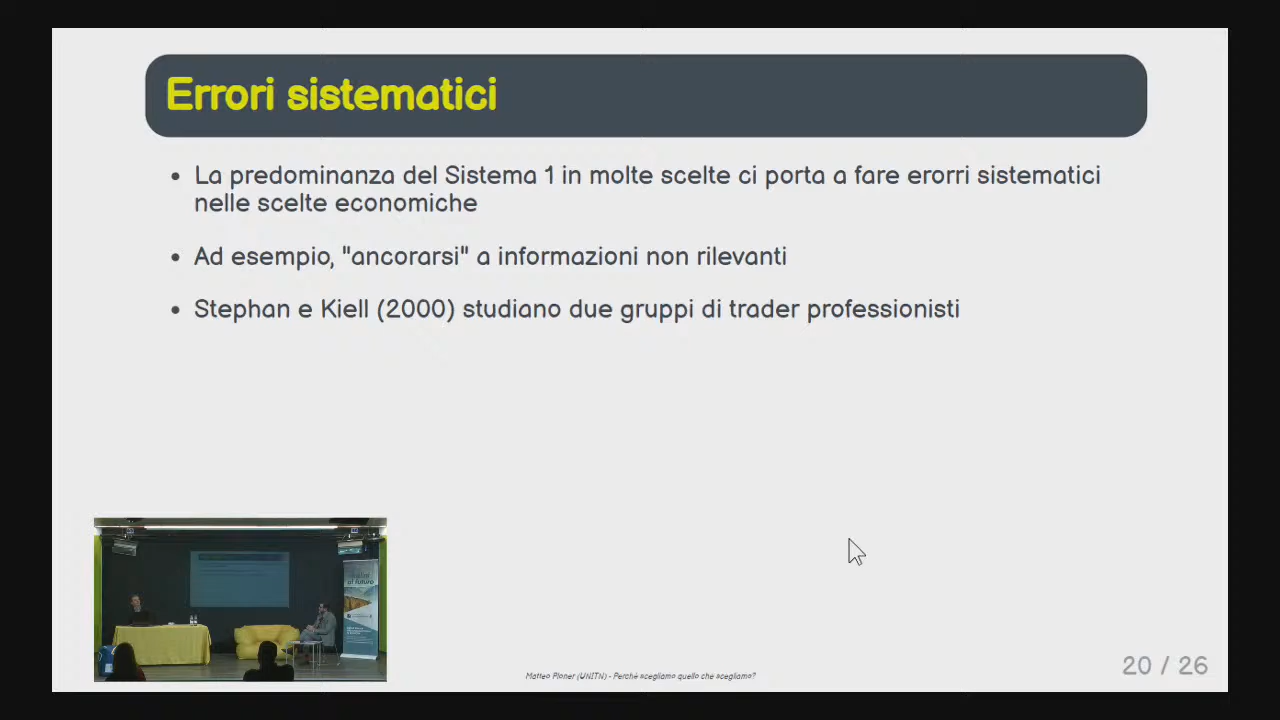 Errori sistematici
La predominanza del Sistema 1 in molte scelte ci porta a fare erorri sistematici
nelle scelte economiche
Ad esempio, "ancorarsi" a informazioni non rilevanti
Stephan e Kiell (2000) studiano due gruppi di trader professionisti
al futuro
Matteo Ploner (UNITN) - Perché scegliamo quello che scegliamo?
20 / 26